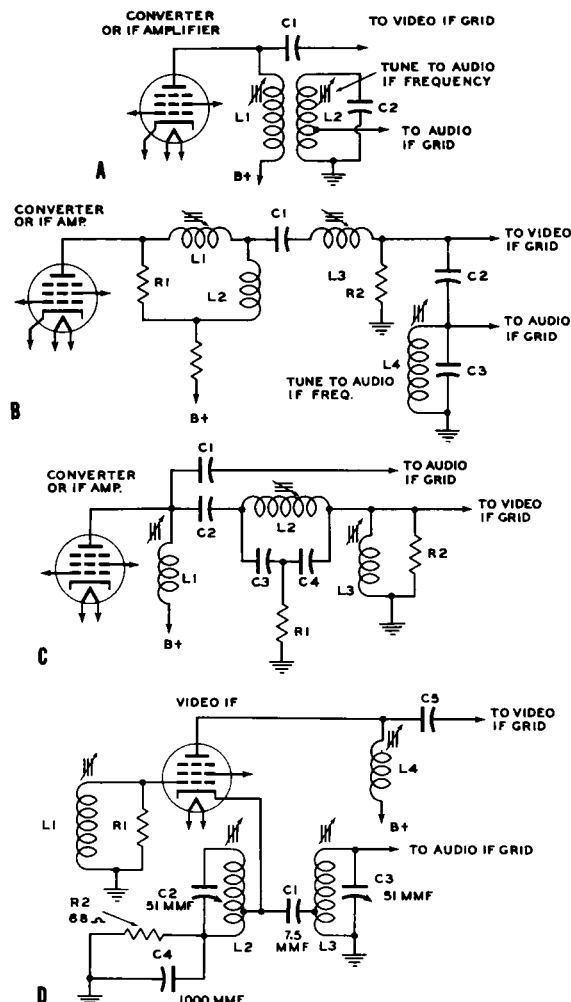 CONVERTER
OR IF AMPLIFIER
C1
TO VIDEO IF GRID
TUNE TO AUDIO
IF FREQUENCY
L1
L2
C2
TO AUDIO
IF GRID
B+
A
CONVERTER
OR IF AMP.
L1
C1
L3
TO VIDEO
IF GRID
R1
L2
R2
C2
TO AUDIO
IF GRID
L4
C3
TUNE TO AUDIO
IF FREQ.
B+
B
C1
TO AUDIO
IF GRID
CONVERTER
OR IF AMP.
C2
L2
TO VIDEO
IF GRID
L1
C3
C4
L3
R2
R1
B+
C
VIDEO IF
C5
TO VIDEO
IF GRID
L4
B+
L1
R1
TO AUDIO IF GRID
R2
68Ω
C2
51 MMF
L2
C1
7.5
MMF
L3
C3
51 MMF
C4
1000 MMF
D